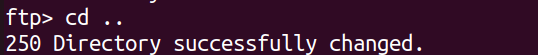 ftp> cd ..
250 Directory successfully changed.